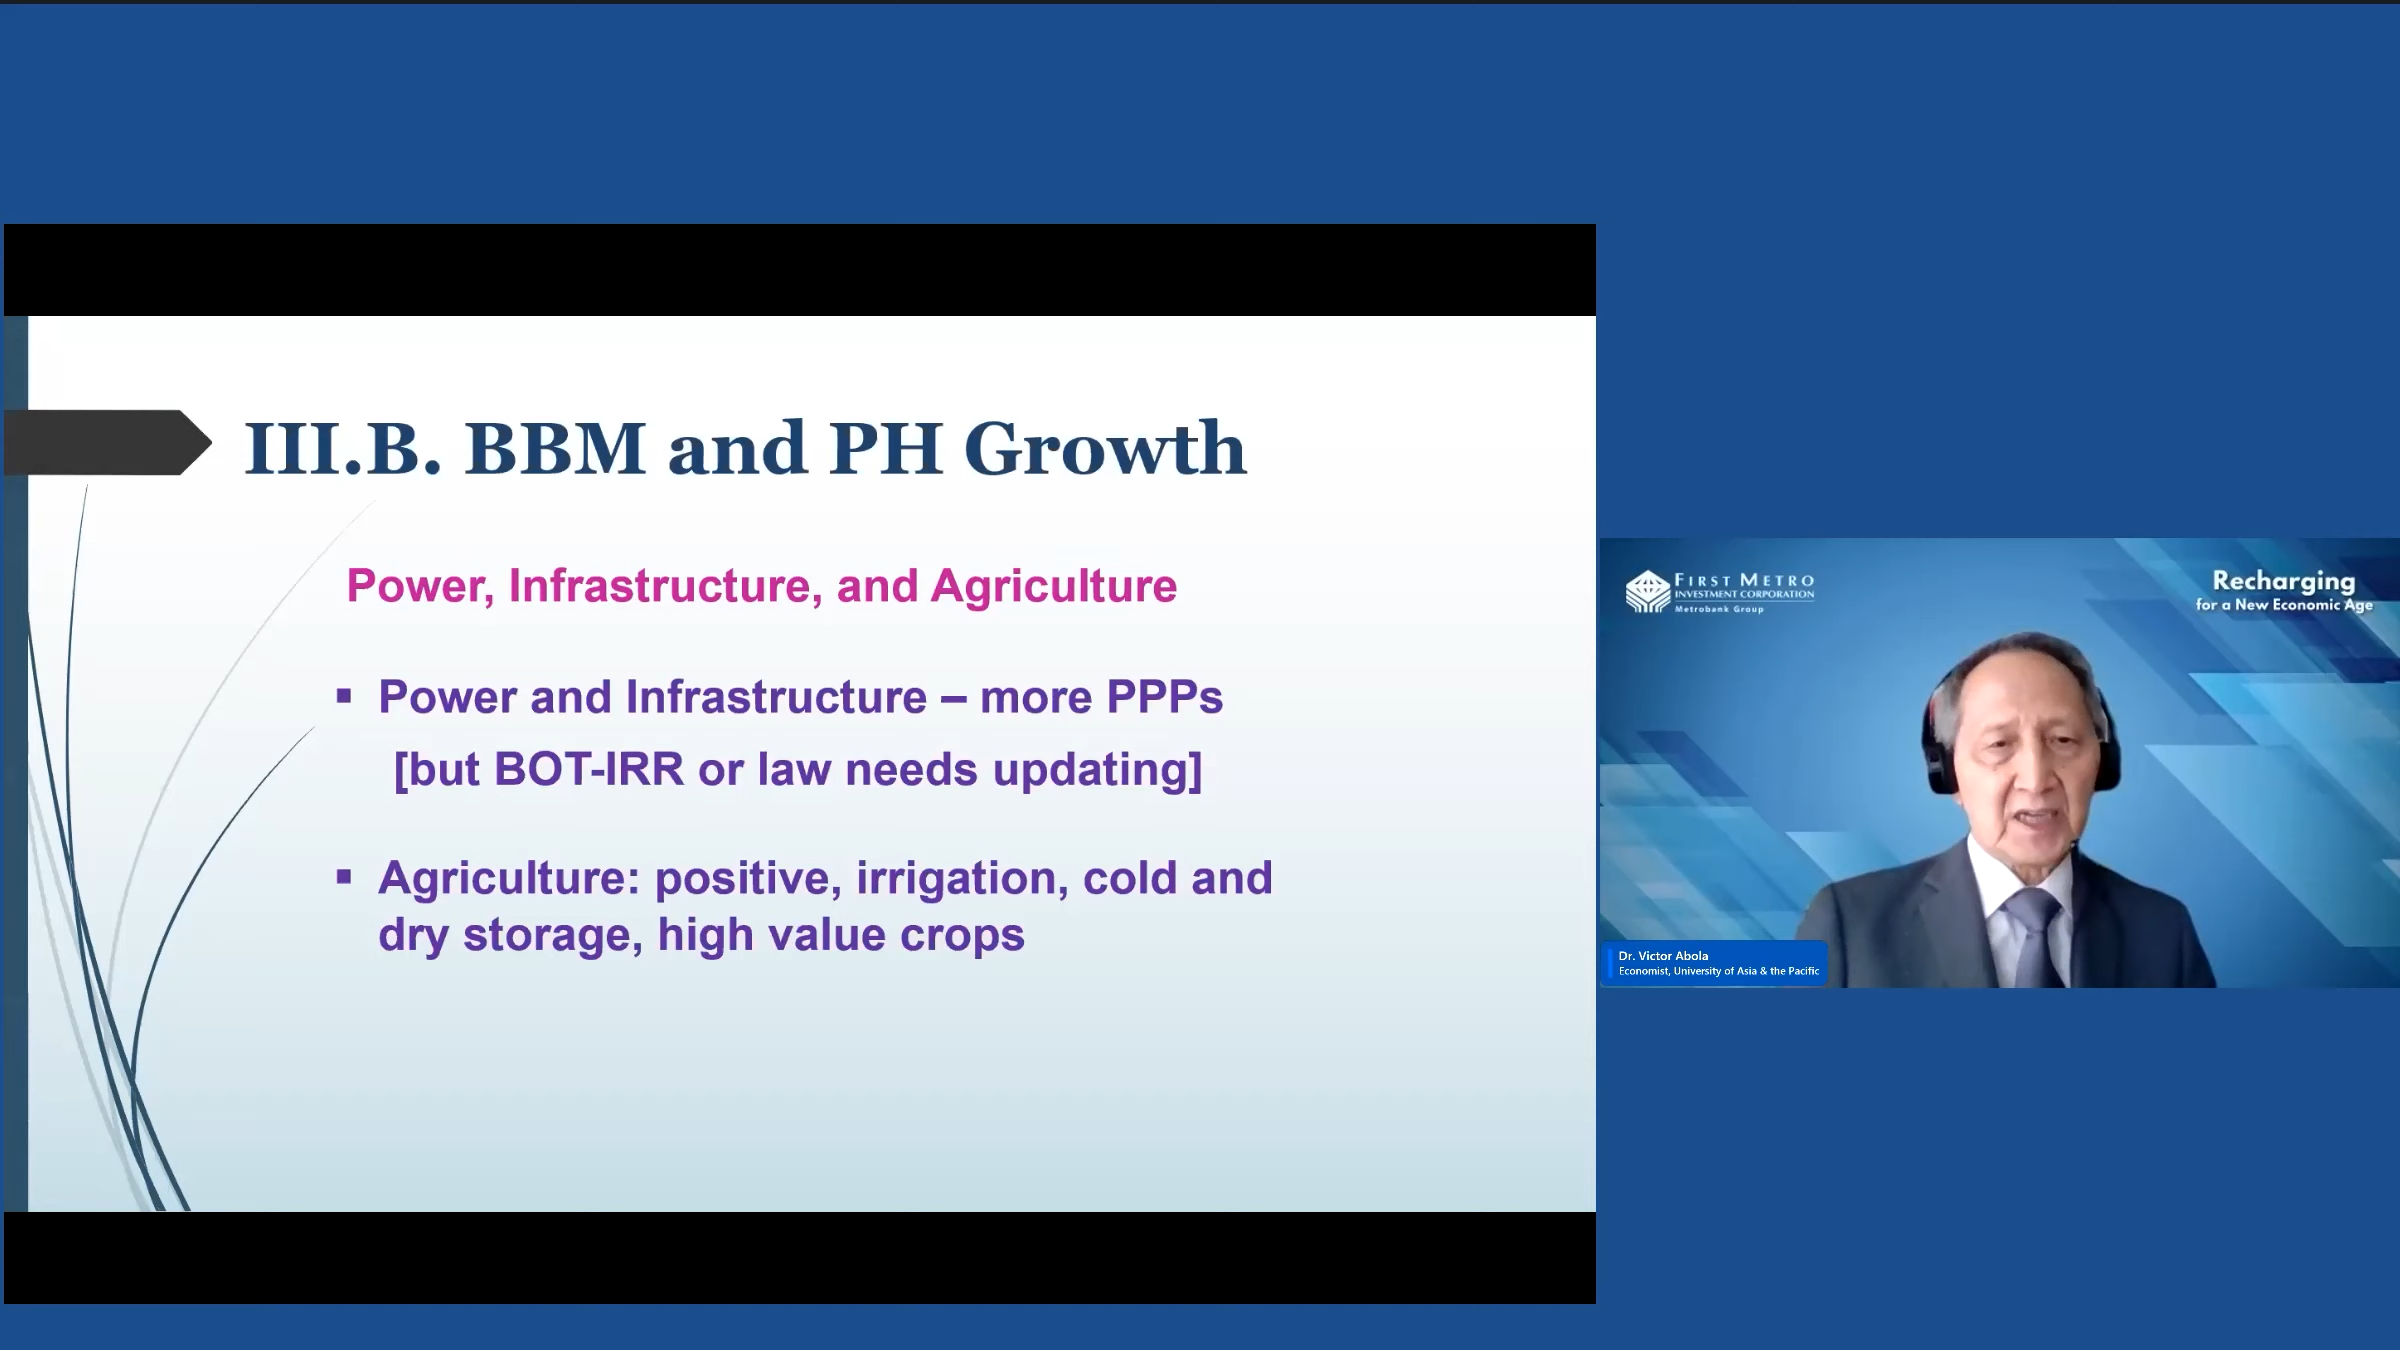 III.B. BBM and PH Growth
Power, Infrastructure, and Agriculture
▪ Power and Infrastructure – more PPPs
[but BOT-IRR or law needs updating]
▪ Agriculture: positive, irrigation, cold and
dry storage, high value crops
FIRST METRO
INVESTMENT CORPORATION
Metrobank Group
Recharging
for a New Economic Age
Dr. Victor Abola
Economist, University of Asia & the Pacific